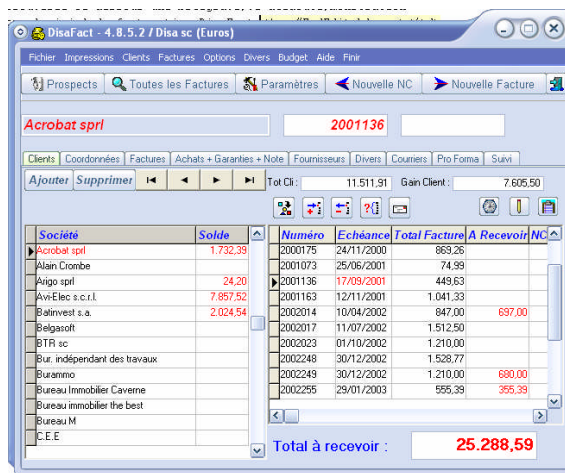 DisaFact - 4.8.5.2 / Disa sc (Euros)
Fichier Impressions Clients Factures Options Divers Budget Aide Finir
Prospects Toutes les Factures Paramètres Nouvelle NC Nouvelle Facture
Acrobat sprl 2001136
Clients Coordonnées Factures Achats + Garanties + Note Fournisseurs Divers Courriers Pro Forma Suivi
Ajouter Supprimer Tot Cli : 11.511,91 Gain Client : 7.605,50
Société Solde
Acrobat sprl 1.732,39
Alain Crombe
Arigo sprl 24,20
Avi-Elec s.c.r.l. 7.857,52
Batinvest s.a. 2.024,54
Belgasoft
BTR sc
Bur. indépendant des travaux
Burammo
Bureau Immobilier Caverne
Bureau immobilier the best
Bureau M
C.E.E
Numéro Echéance Total Facture A Recevoir NC
2000175 24/11/2000 869,26
2001073 25/06/2001 74,99
2001136 17/09/2001 449,63
2001163 12/11/2001 1.041,33
2002014 10/04/2002 847,00 697,00
2002017 11/07/2002 1.512,50
2002023 01/10/2002 1.210,00
2002248 30/12/2002 1.528,77
2002249 30/12/2002 1.210,00 680,00
2002255 29/01/2003 555,39 355,39
Total à recevoir : 25.288,59